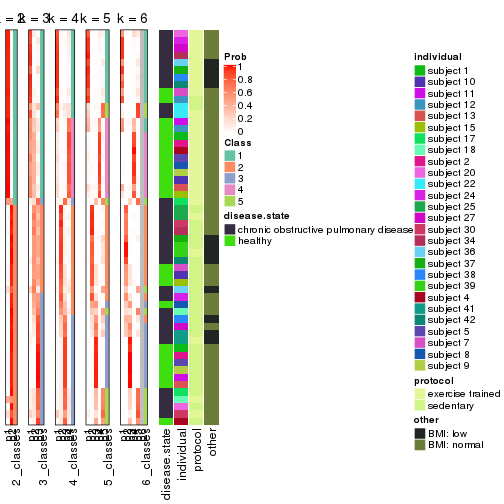 k = 2 k = 3 k = 4 k = 5 k = 6
Prob
1
0.8
0.6
0.4
0.2
0
Class
1
2
3
4
5
disease.state
chronic obstructive pulmonary disease
healthy
individual
subject 1
subject 10
subject 11
subject 12
subject 13
subject 15
subject 17
subject 18
subject 2
subject 20
subject 22
subject 24
subject 25
subject 27
subject 30
subject 34
subject 36
subject 37
subject 38
subject 39
subject 4
subject 41
subject 42
subject 5
subject 7
subject 8
subject 9
protocol
exercise trained
sedentary
other
BMI: low
BMI: normal
2_classes
3_classes
4_classes
5_classes
6_classes
disease.state
individual
protocol
other